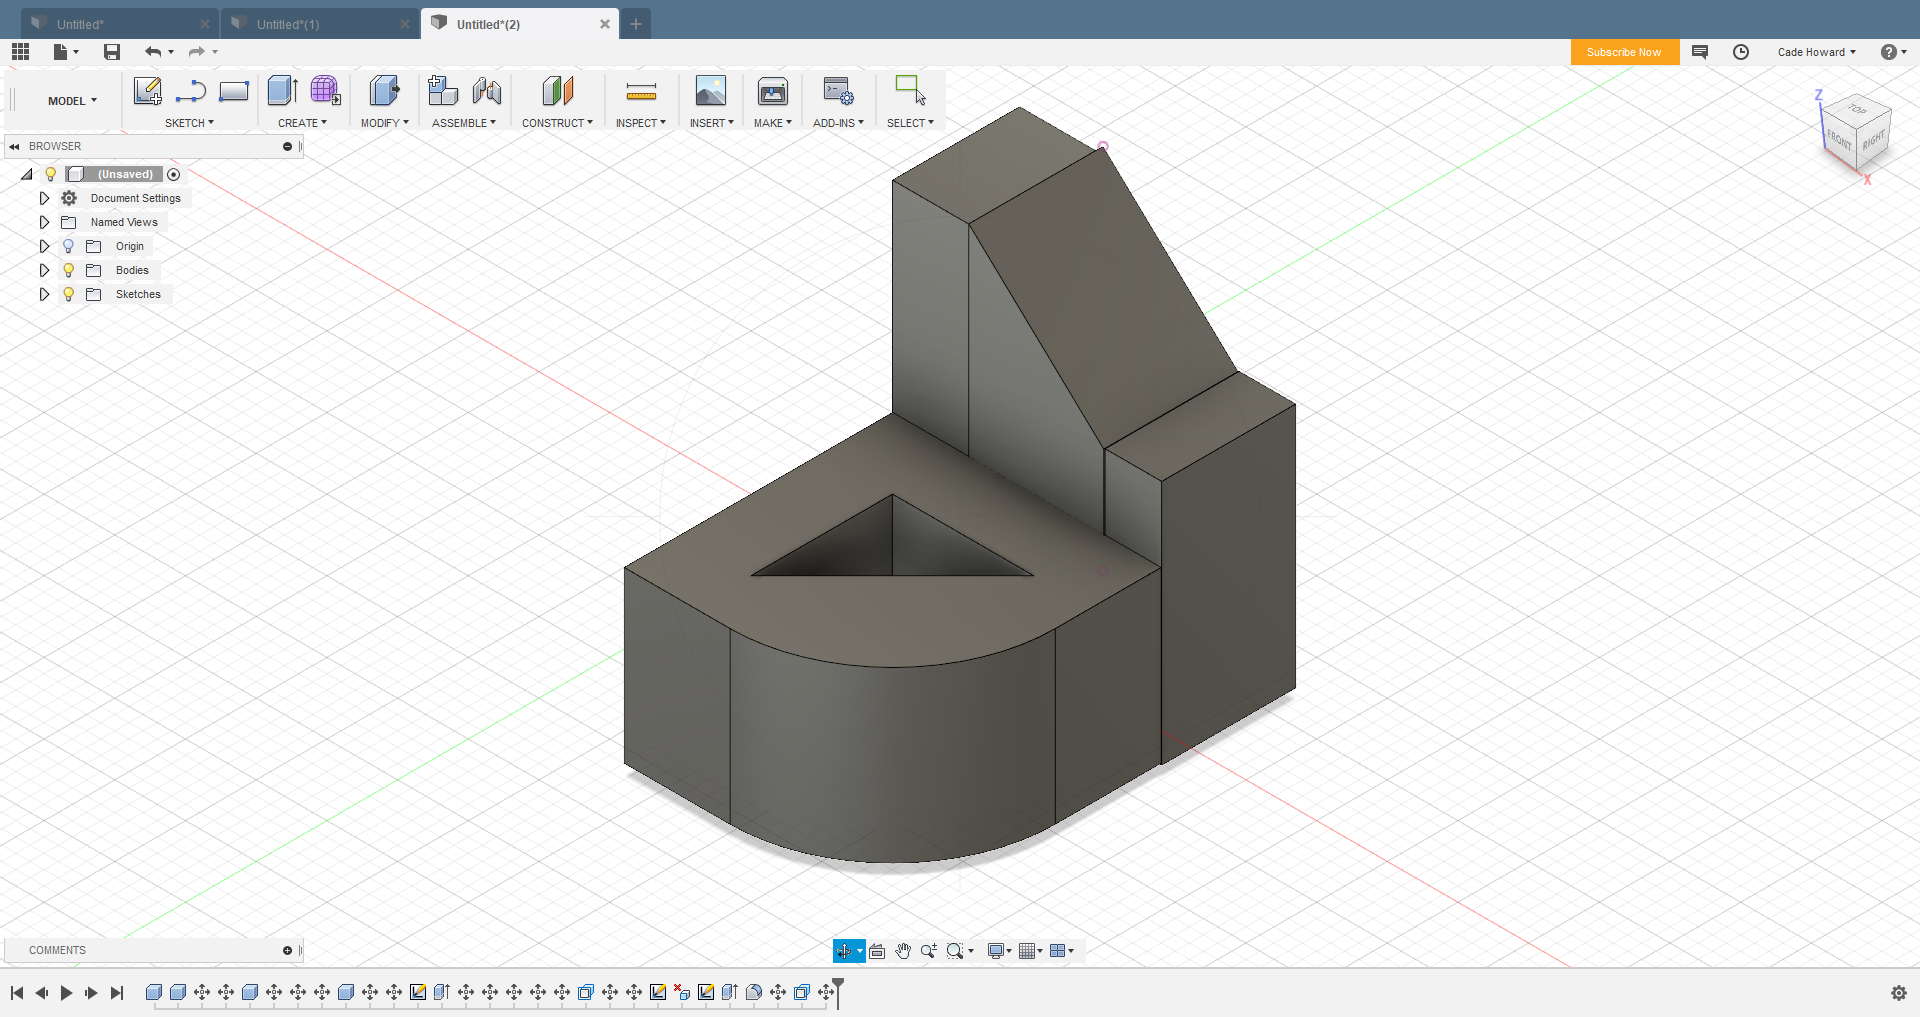 Untitled*
Untitled*(1)
Untitled*(2)
Subscribe Now
Cade Howard
MODEL
SKETCH
CREATE
MODIFY
ASSEMBLE
CONSTRUCT
INSPECT
INSERT
MAKE
ADD-INS
SELECT
BROWSER
(Unsaved)
Document Settings
Named Views
Origin
Bodies
Sketches
Z
TOP
FRONT
RIGHT
X
COMMENTS